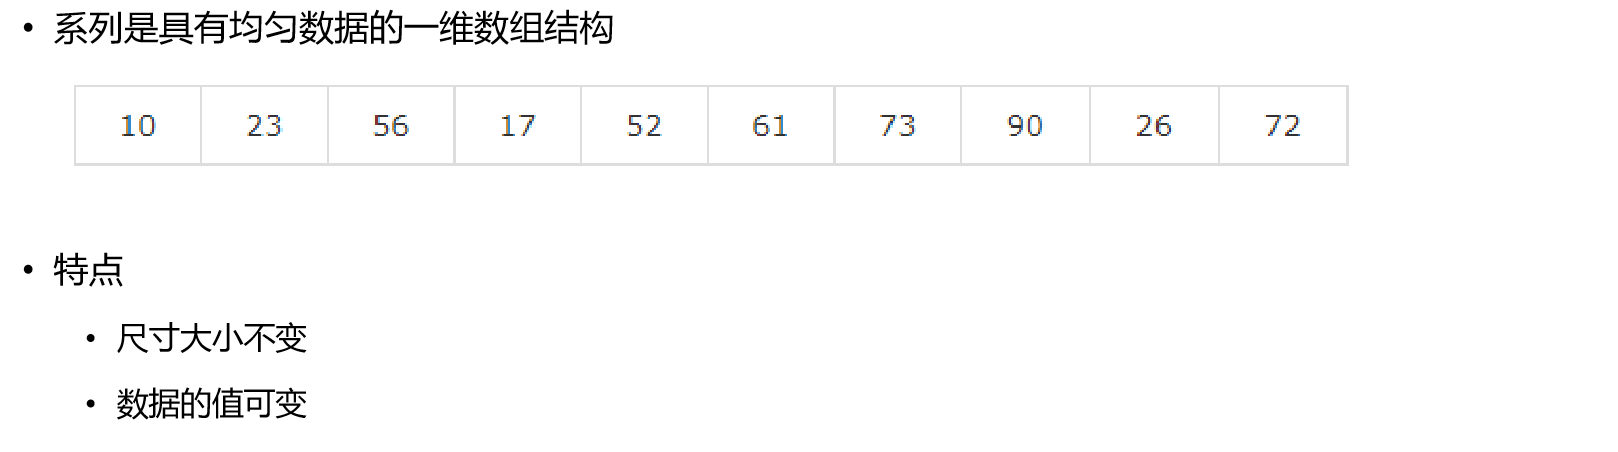 • 系列是具有均匀数据的一维数组结构
10 23 56 17 52 61 73 90 26 72
• 特点
• 尺寸大小不变
• 数据的值可变